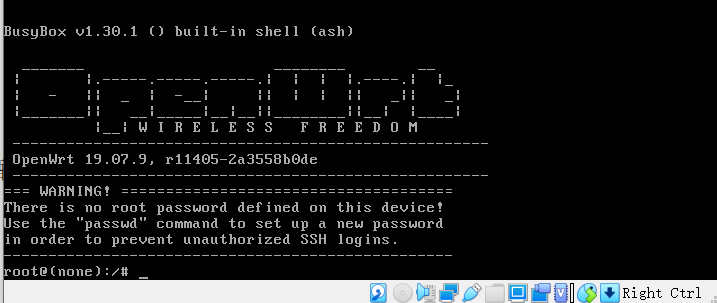 BusyBox v1.30.1 () built-in shell (ash)
OpenWrt
W I R E L E S S   F R E E D O M
OpenWrt 19.07.9, r11405-2a3558b0de
=== WARNING! =====================================
There is no root password defined on this device!
Use the "passwd" command to set up a new password
in order to prevent unauthorized SSH logins.
--------------------------------------------------
root@(none):/# _
Right Ctrl